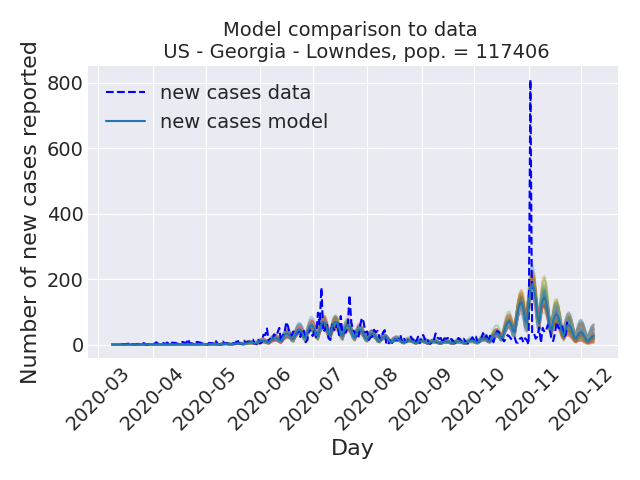 Model comparison to data
US - Georgia - Lowndes, pop. = 117406
Number of new cases reported
800
600
400
200
0
new cases data
new cases model
2020-03
2020-04
2020-05
2020-06
2020-07
2020-08
2020-09
2020-10
2020-11
2020-12
Day